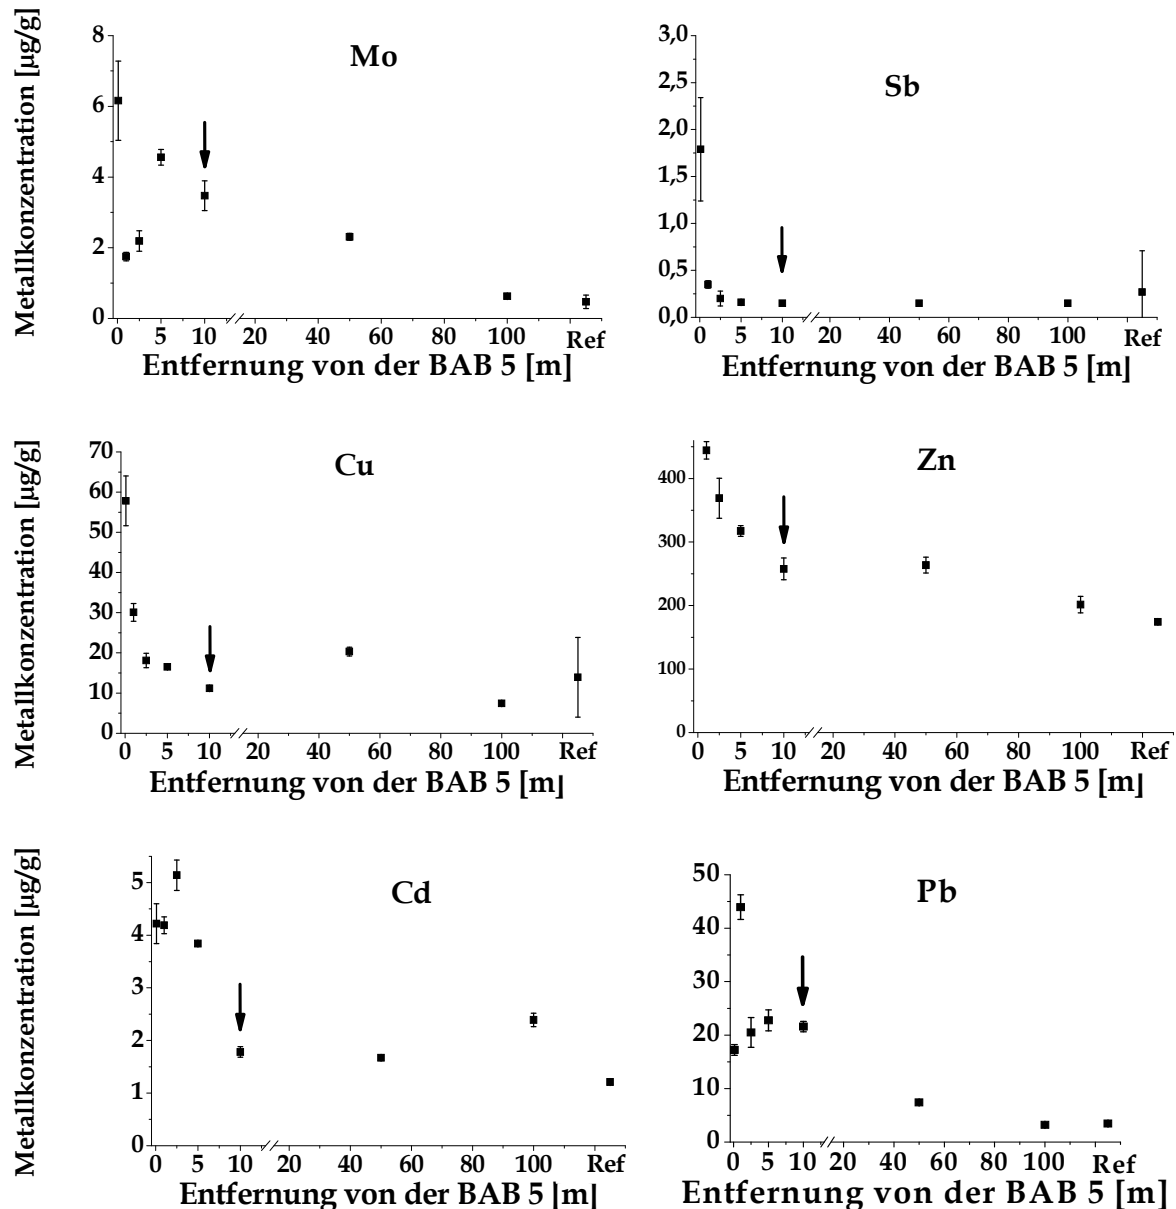 Metallkonzentration [µg/g]
Mo
8
6
4
2
0
0 5 10 20 40 60 80 100 Ref
Entfernung von der BAB 5 [m]
Sb
3,0
2,5
2,0
1,5
1,0
0,5
0,0
0 5 10 20 40 60 80 100 Ref
Entfernung von der BAB 5 [m]
Metallkonzentration [µg/g]
Cu
70
60
50
40
30
20
10
0
0 5 10 20 40 60 80 100 Ref
Entfernung von der BAB 5 [m]
Zn
400
300
200
100
0
0 5 10 20 40 60 80 100 Ref
Entfernung von der BAB 5 [m]
Metallkonzentration [µg/g]
Cd
5
4
3
2
1
0
0 5 10 20 40 60 80 100 Ref
Entfernung von der BAB 5 [m]
Pb
50
40
30
20
10
0
0 5 10 20 40 60 80 100 Ref
Entfernung von der BAB 5 [m]